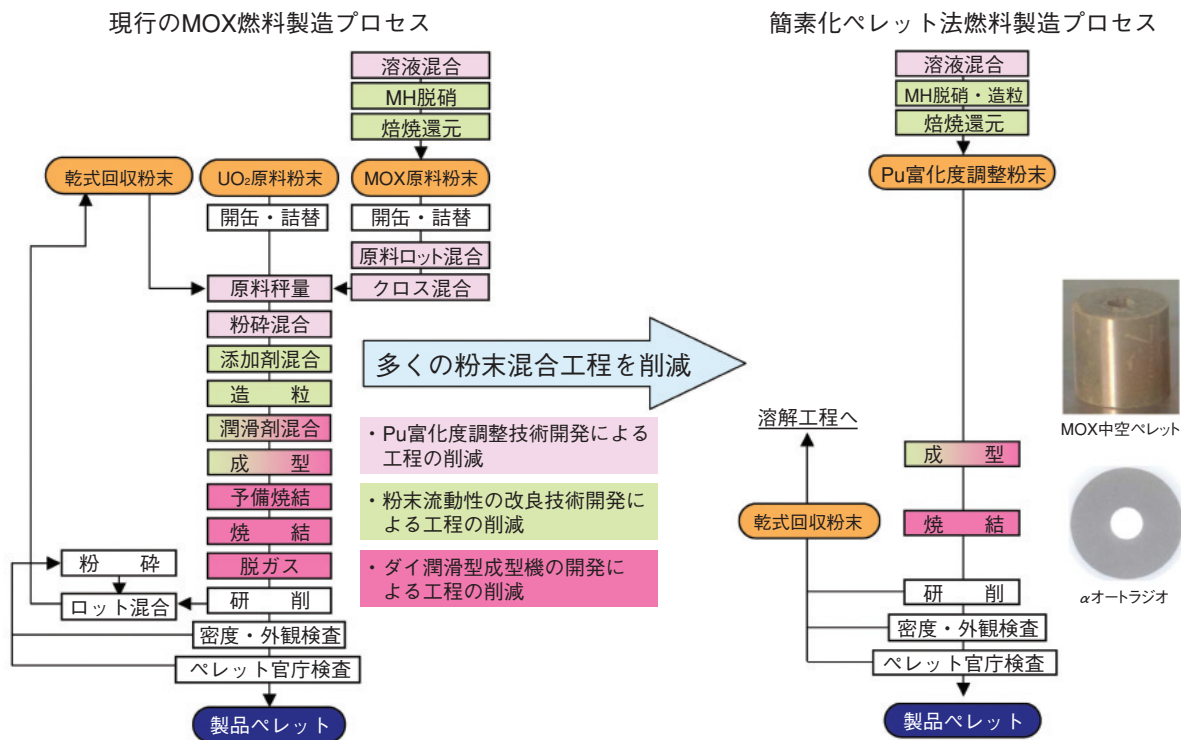 現行のMOX燃料製造プロセス
溶液混合
MH脱硝
焙焼還元
乾式回収粉末
UO₂原料粉末
MOX原料粉末
開缶・詰替
開缶・詰替
原料ロット混合
原料秤量
クロス混合
粉砕混合
添加剤混合
造　粒
潤滑剤混合
成　型
予備焼結
焼　結
脱ガス
粉　砕
ロット混合
研　削
密度・外観検査
ペレット官庁検査
製品ペレット
多くの粉末混合工程を削減
・Pu富化度調整技術開発による
工程の削減
・粉末流動性の改良技術開発に
よる工程の削減
・ダイ潤滑型成型機の開発に
よる工程の削減
簡素化ペレット法燃料製造プロセス
溶液混合
MH脱硝・造粒
焙焼還元
Pu富化度調整粉末
溶解工程へ
成　型
乾式回収粉末
焼　結
研　削
密度・外観検査
ペレット官庁検査
製品ペレット
MOX中空ペレット
αオートラジオ